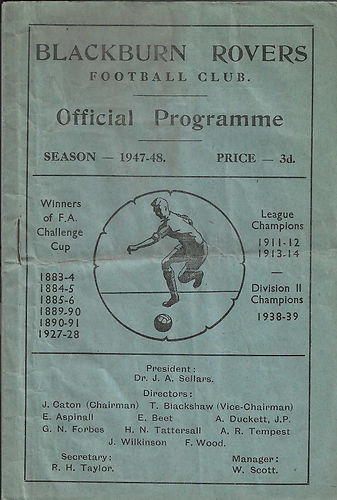 BLACKBURN ROVERS
FOOTBALL CLUB.
Official Programme
SEASON — 1947-48. PRICE — 3d.
Winners
of F.A.
Challenge
Cup
1883-4
1884-5
1885-6
1889-90
1890-91
1927-28
League
Champions
1911-12
1913-14
—
Division II
Champions
1938-39
President:
Dr. J. A. Sellars.
Directors:
J. Caton (Chairman) T. Blackshaw (Vice-Chairman)
E. Aspinall E. Beet A. Duckett, J.P.
G. N. Forbes H. N. Tattersall A. R. Tempest
J. Wilkinson F. Wood.
Secretary: Manager:
R. H. Taylor. W. Scott.